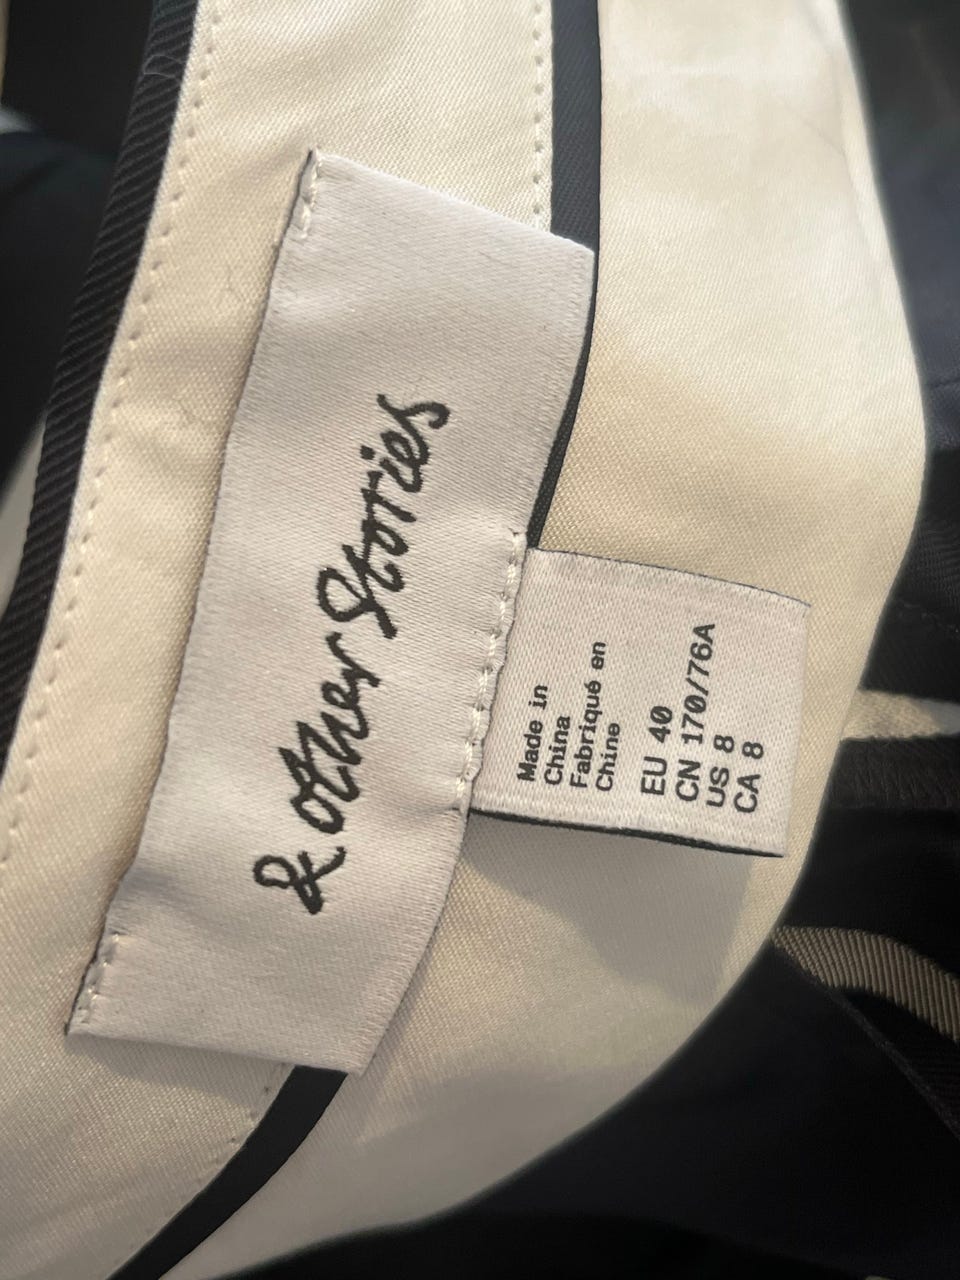 & Other Stories
Made in
China
Fabriqué en
Chine
EU 40
CN 170/76A
US 8
CA 8